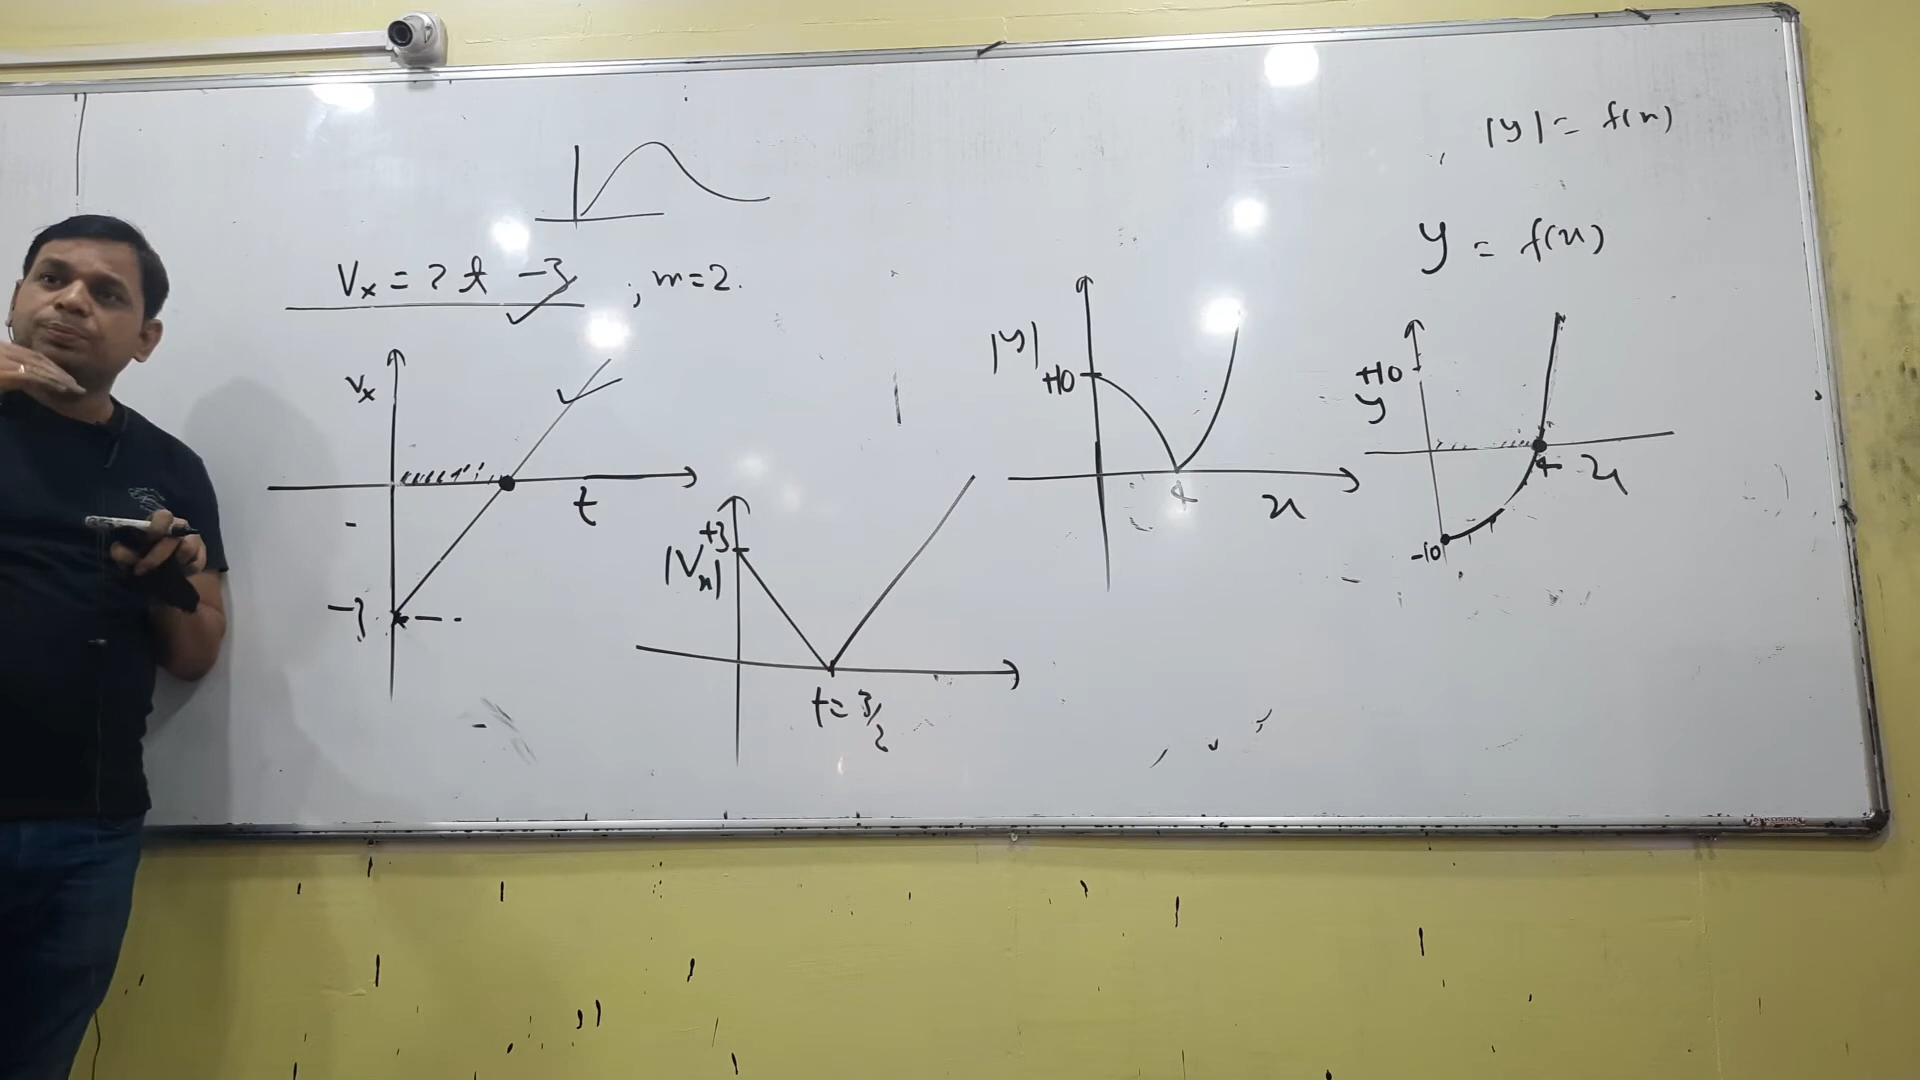 |y| = f(x)
y = f(x)
Vx = 2t - 3 ; m=2.
Vx
t
-3
|Vx|
+3
t = 3/2
|y|
+10
4
x
+10
y
4
x
-10